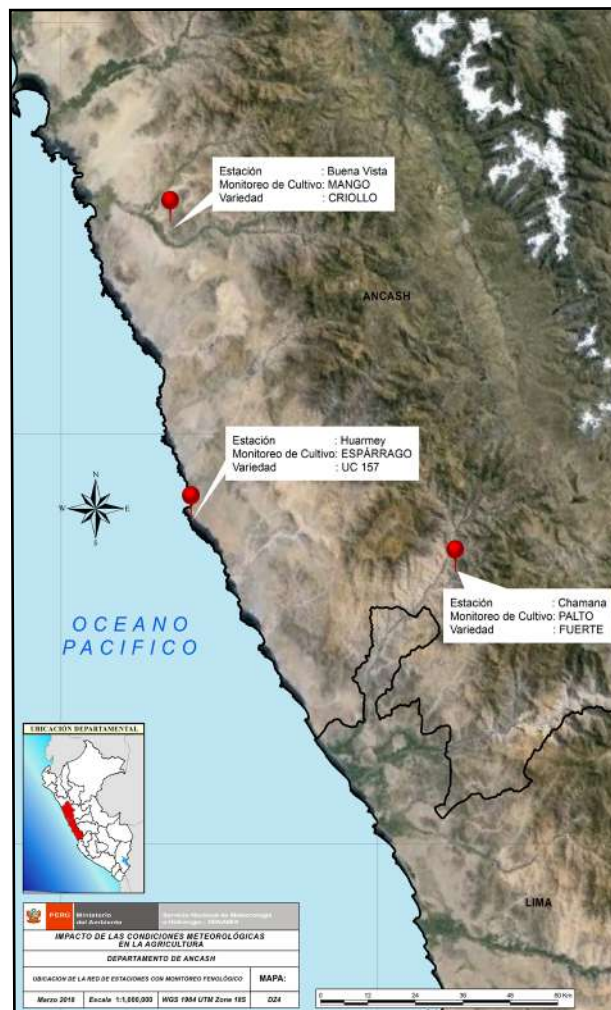 Estación : Buena Vista
Monitoreo de Cultivo: MANGO
Variedad : CRIOLLO
ANCASH
Estación : Huarmey
Monitoreo de Cultivo: ESPÁRRAGO
Variedad : UC 157
N
W E
S
Estación : Chamana
Monitoreo de Cultivo: PALTO
Variedad : FUERTE
OCEANO
PACIFICO
UBICACIÓN DEPARTAMENTAL
LIMA
PERÚ Ministerio del Ambiente Servicio Nacional de Meteorología e Hidrología - SENAMHI
IMPACTO DE LAS CONDICIONES METEOROLÓGICAS
EN LA AGRICULTURA
DEPARTAMENTO DE ANCASH
UBICACION DE LA RED DE ESTACIONES CON MONITOREO FENOLÓGICO MAPA:
Marzo 2018 Escala 1:1,000,000 WGS 1984 UTM Zone 18S DZ4
0 12 24 36 48 60 Km